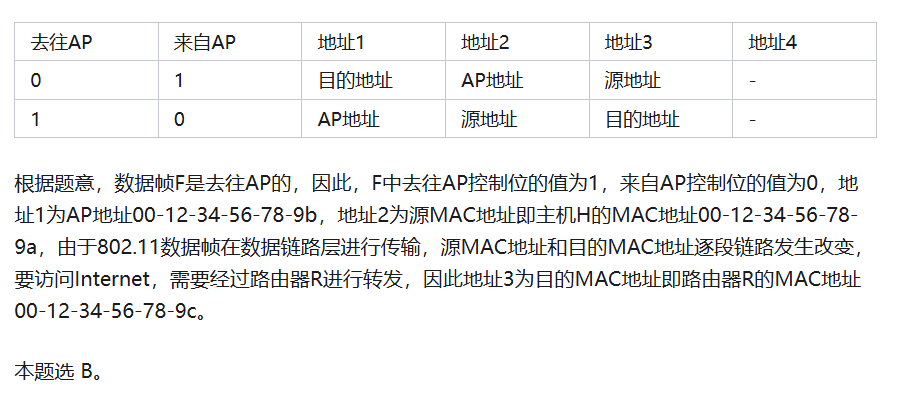 去往AP 来自AP 地址1 地址2 地址3 地址4
0 1 目的地址 AP地址 源地址 -
1 0 AP地址 源地址 目的地址 -
根据题意，数据帧F是去往AP的，因此，F中去往AP控制位的值为1，来自AP控制位的值为0，地
址1为AP地址00-12-34-56-78-9b，地址2为源MAC地址即主机H的MAC地址00-12-34-56-78-
9a，由于802.11数据帧在数据链路层进行传输，源MAC地址和目的MAC地址逐段链路发生改变，
要访问Internet，需要经过路由器R进行转发，因此地址3为目的MAC地址即路由器R的MAC地址
00-12-34-56-78-9c。
本题选 B。